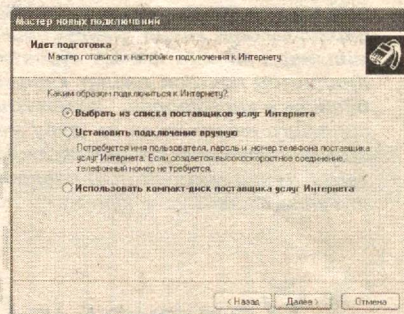 Мастер новых подключений
Идет подготовка
Мастер готовится к настройке подключения к Интернету.
Каким образом подключиться к Интернету?
Выбрать из списка поставщиков услуг Интернета
Установить подключение вручную
Потребуется имя пользователя, пароль и номер телефона поставщика
услуг Интернета. Если создается высокоскоростное соединение,
телефонный номер не требуется.
Использовать компакт-диск поставщика услуг Интернета
< Назад Далее > Отмена